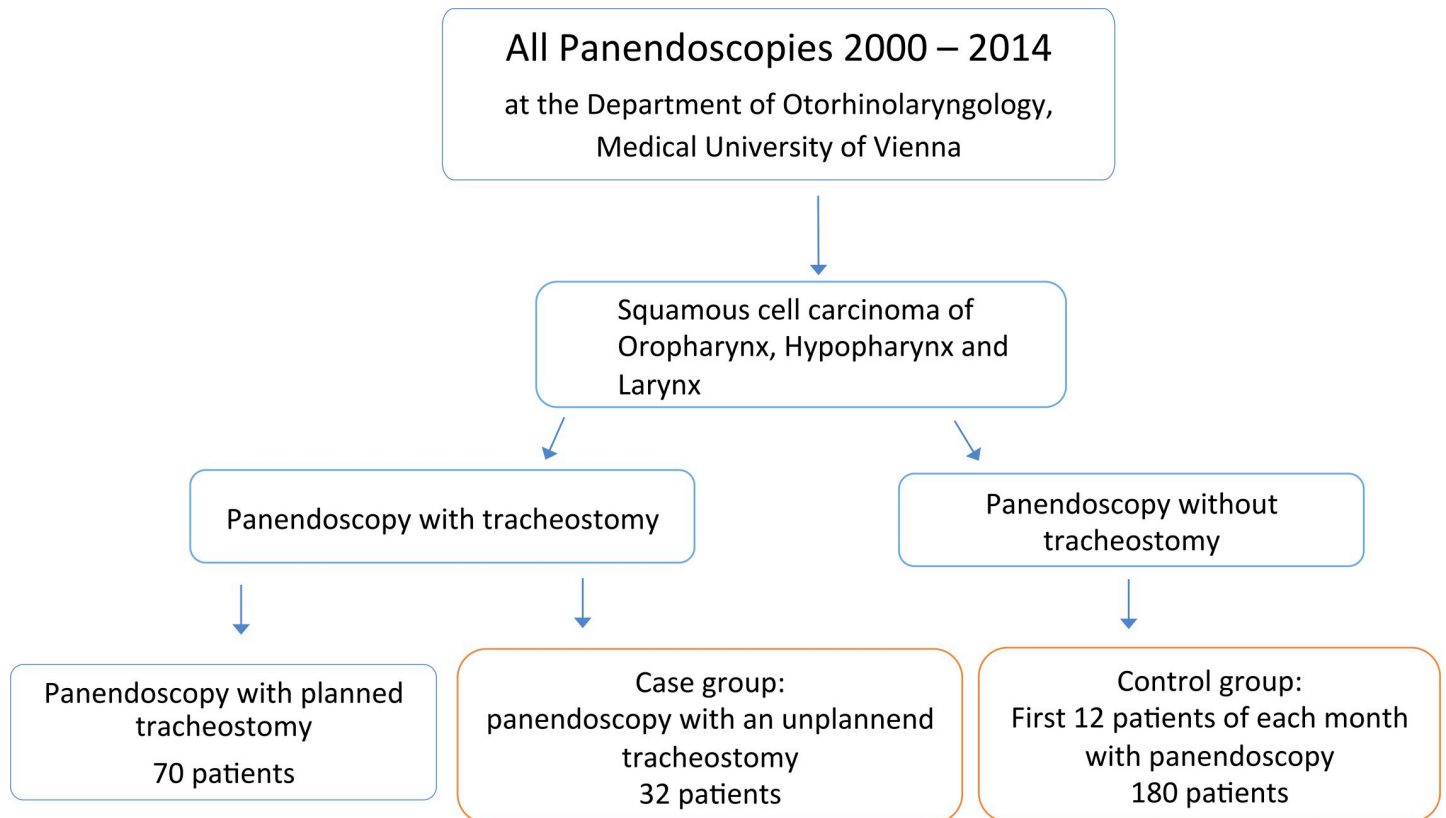 All Panendoscopies 2000 – 2014
at the Department of Otorhinolaryngology,
Medical University of Vienna
Squamous cell carcinoma of
Oropharynx, Hypopharynx and
Larynx
Panendoscopy with tracheostomy
Panendoscopy without
tracheostomy
Panendoscopy with planned
tracheostomy
70 patients
Case group:
panendoscopy with an unplannend
tracheostomy
32 patients
Control group:
First 12 patients of each month
with panendoscopy
180 patients